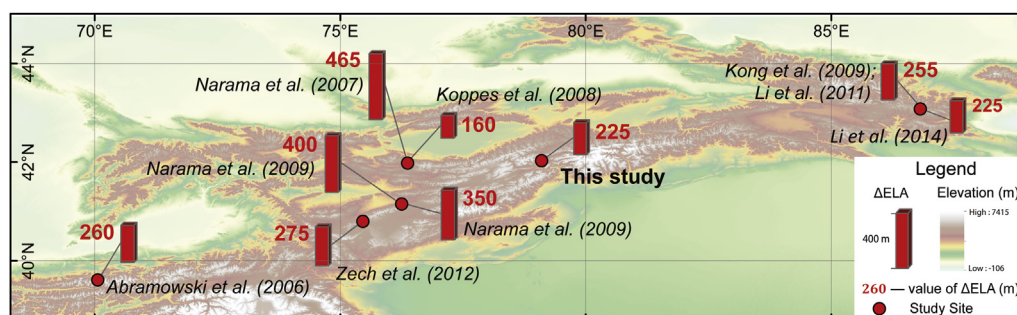 70°E
75°E
80°E
85°E
44°N
42°N
40°N
465
Narama et al. (2007)
Koppes et al. (2008)
160
400
Narama et al. (2009)
225
This study
350
Narama et al. (2009)
260
Abramowski et al. (2006)
275
Zech et al. (2012)
Kong et al. (2009);
Li et al. (2011)
255
225
Li et al. (2014)
Legend
ΔELA
Elevation (m)
High : 7415
400 m
Low : -106
260 — value of ΔELA (m)
Study Site